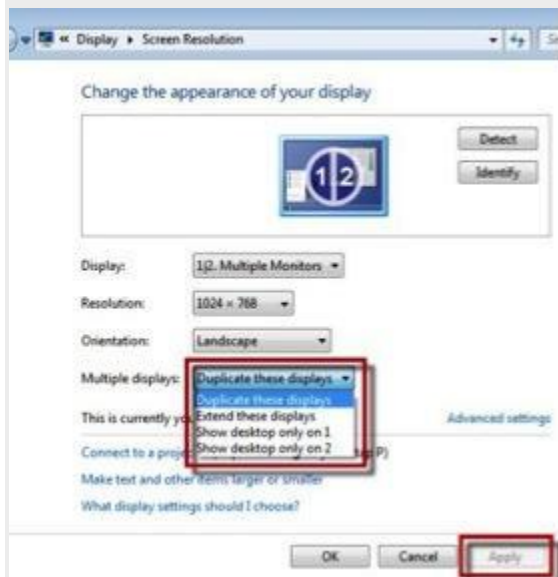 « Display ▸ Screen Resolution
Change the appearance of your display
Detect
1|2
Identify
Display: 1|2. Multiple Monitors
Resolution: 1024 × 768
Orientation: Landscape
Multiple displays: Duplicate these displays
Duplicate these displays
This is currently yo
Extend these displays
Advanced settings
Show desktop only on 1
Connect to a proje
P)
Show desktop only on 2
Make text and other items larger or smaller
What display settings should I choose?
OK Cancel Apply